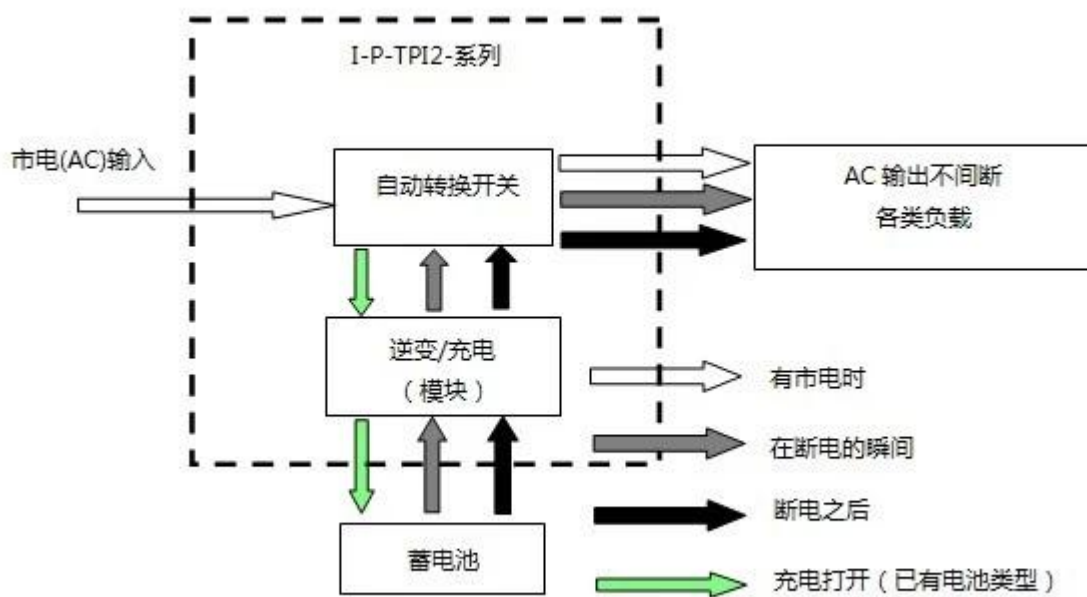 I-P-TPI2-系列
市电(AC)输入
自动转换开关
AC 输出不间断
各类负载
逆变/充电
（模块）
有市电时
在断电的瞬间
断电之后
蓄电池
充电打开（已有电池类型）